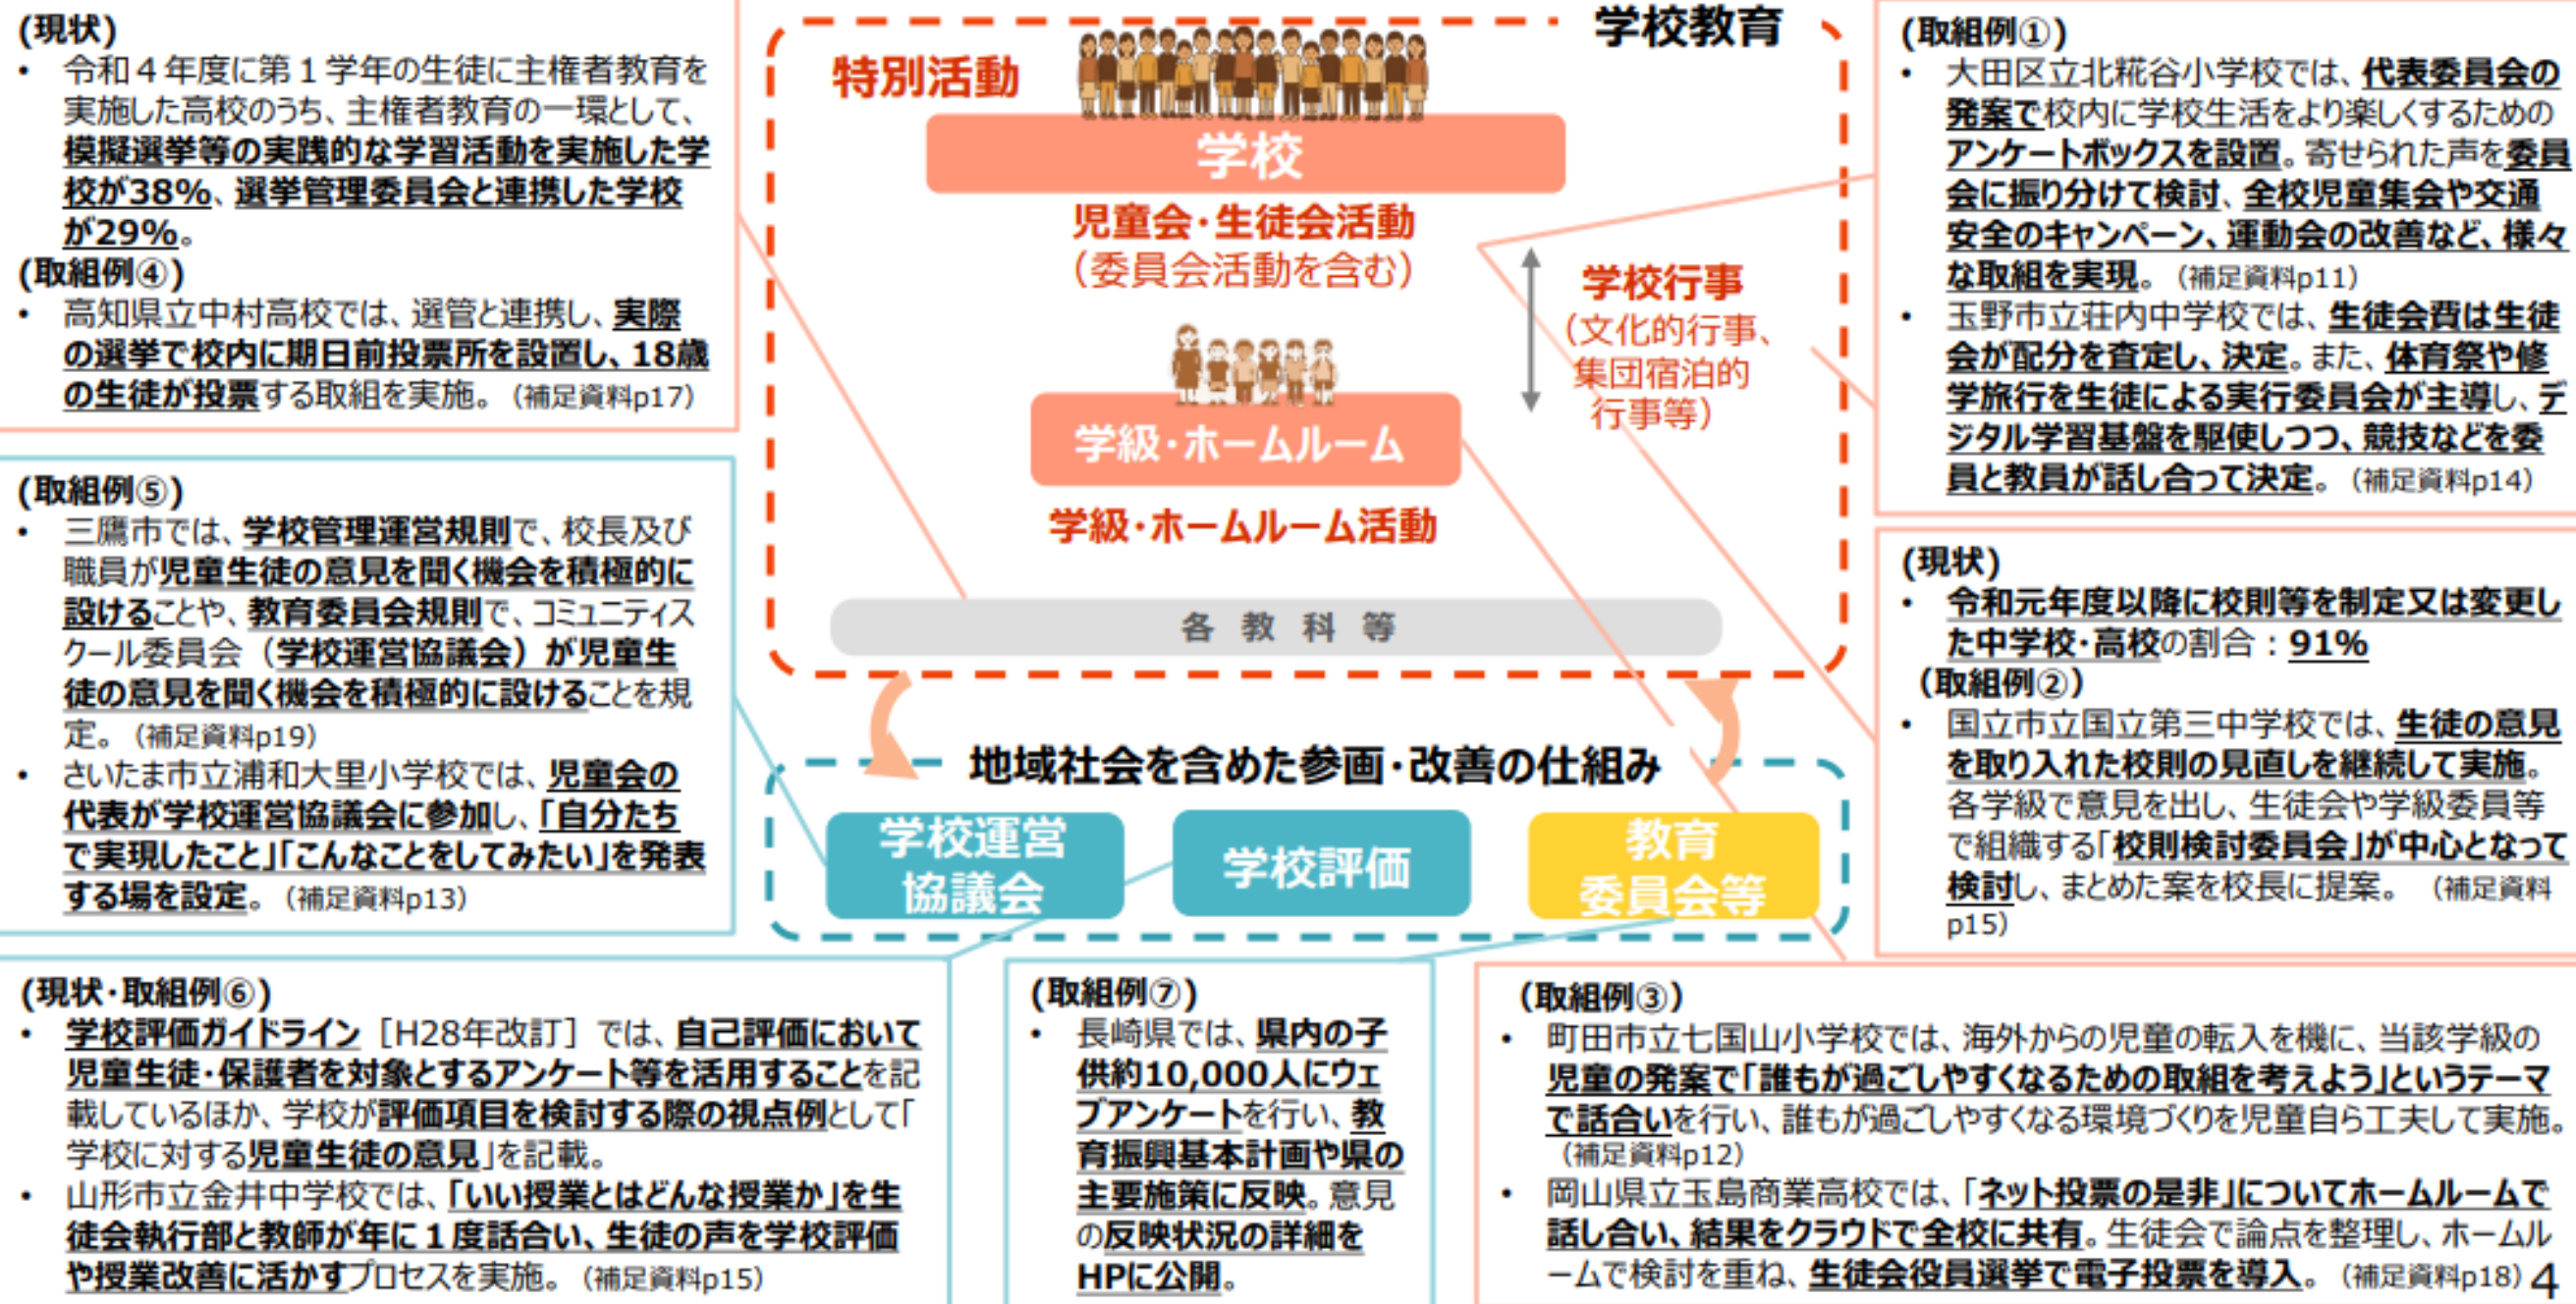 (現状)
• 令和4年度に第1学年の生徒に主権者教育を
実施した高校のうち、主権者教育の一環として、
模擬選挙等の実践的な学習活動を実施した学
校が38%、選挙管理委員会と連携した学校
が29%。
(取組例④)
• 高知県立中村高校では、選管と連携し、実際
の選挙で校内に期日前投票所を設置し、18歳
の生徒が投票する取組を実施。（補足資料p17）
(取組例⑤)
• 三鷹市では、学校管理運営規則で、校長及び
職員が児童生徒の意見を聞く機会を積極的に
設けることや、教育委員会規則で、コミュニティス
クール委員会（学校運営協議会）が児童生
徒の意見を聞く機会を積極的に設けることを規
定。（補足資料p19）
• さいたま市立浦和大里小学校では、児童会の
代表が学校運営協議会に参加し、「自分たち
で実現したこと」「こんなことをしてみたい」を発表
する場を設定。（補足資料p13）
学校教育
特別活動
学校
児童会・生徒会活動
（委員会活動を含む）
学校行事
（文化的行事、
集団宿泊的
行事等）
学級・ホームルーム
学級・ホームルーム活動
各教科等
地域社会を含めた参画・改善の仕組み
学校運営
協議会
学校評価
教育
委員会等
(取組例①)
• 大田区立北糀谷小学校では、代表委員会の
発案で校内に学校生活をより楽しくするための
アンケートボックスを設置。寄せられた声を委員
会に振り分けて検討、全校児童集会や交通
安全のキャンペーン、運動会の改善など、様々
な取組を実現。（補足資料p11）
• 玉野市立荘内中学校では、生徒会費は生徒
会が配分を査定し、決定。また、体育祭や修
学旅行を生徒による実行委員会が主導し、デ
ジタル学習基盤を駆使しつつ、競技などを委
員と教員が話し合って決定。（補足資料p14）
(現状)
• 令和元年度以降に校則等を制定又は変更し
た中学校・高校の割合：91%
（取組例②）
• 国立市立国立第三中学校では、生徒の意見
を取り入れた校則の見直しを継続して実施。
各学級で意見を出し、生徒会や学級委員等
で組織する「校則検討委員会」が中心となって
検討し、まとめた案を校長に提案。（補足資料
p15）
(現状・取組例⑥)
• 学校評価ガイドライン［H28年改訂］では、自己評価において
児童生徒・保護者を対象とするアンケート等を活用することを記
載しているほか、学校が評価項目を検討する際の視点例として「
学校に対する児童生徒の意見」を記載。
• 山形市立金井中学校では、「いい授業とはどんな授業か」を生
徒会執行部と教師が年に1度話合い、生徒の声を学校評価
や授業改善に活かすプロセスを実施。（補足資料p15）
(取組例⑦)
• 長崎県では、県内の子
供約10,000人にウェ
ブアンケートを行い、教
育振興基本計画や県の
主要施策に反映。意見
の反映状況の詳細を
HPに公開。
（取組例③）
• 町田市立七国山小学校では、海外からの児童の転入を機に、当該学級の
児童の発案で「誰もが過ごしやすくなるための取組を考えよう」というテーマ
で話合いを行い、誰もが過ごしやすくなる環境づくりを児童自ら工夫して実施。
（補足資料p12）
• 岡山県立玉島商業高校では、「ネット投票の是非」についてホームルームで
話し合い、結果をクラウドで全校に共有。生徒会で論点を整理し、ホームル
ームで検討を重ね、生徒会役員選挙で電子投票を導入。（補足資料p18）
4